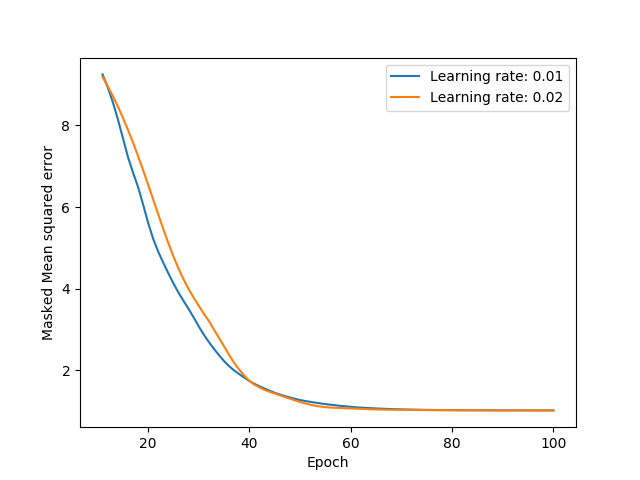 Learning rate: 0.01
Learning rate: 0.02
Masked Mean squared error
8
6
4
2
20 40 60 80 100
Epoch